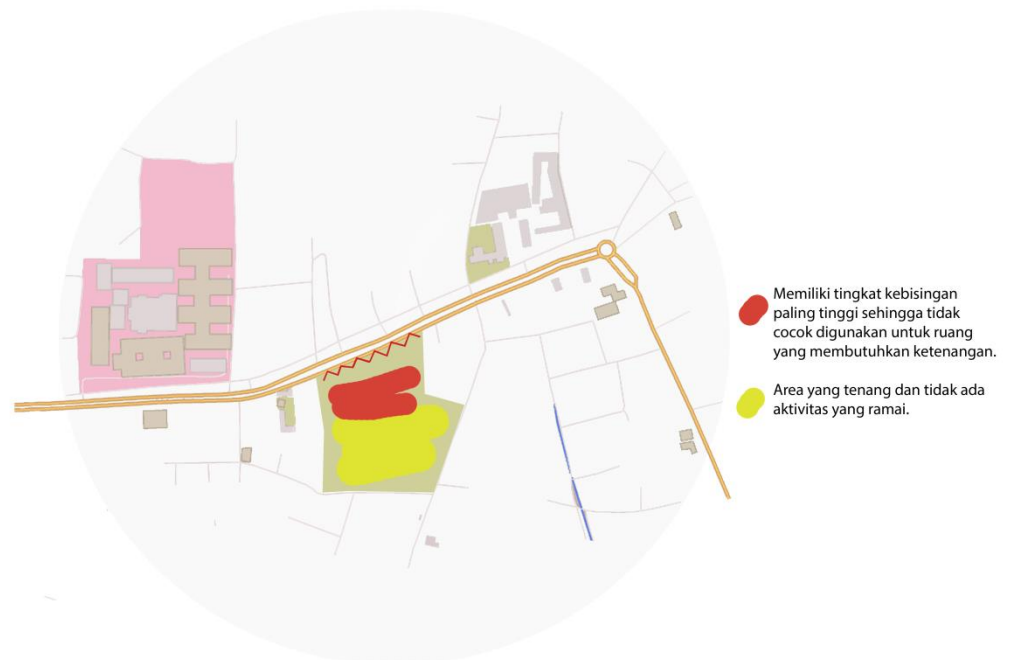 Memiliki tingkat kebisingan
paling tinggi sehingga tidak
cocok digunakan untuk ruang
yang membutuhkan ketenangan.
Area yang tenang dan tidak ada
aktivitas yang ramai.